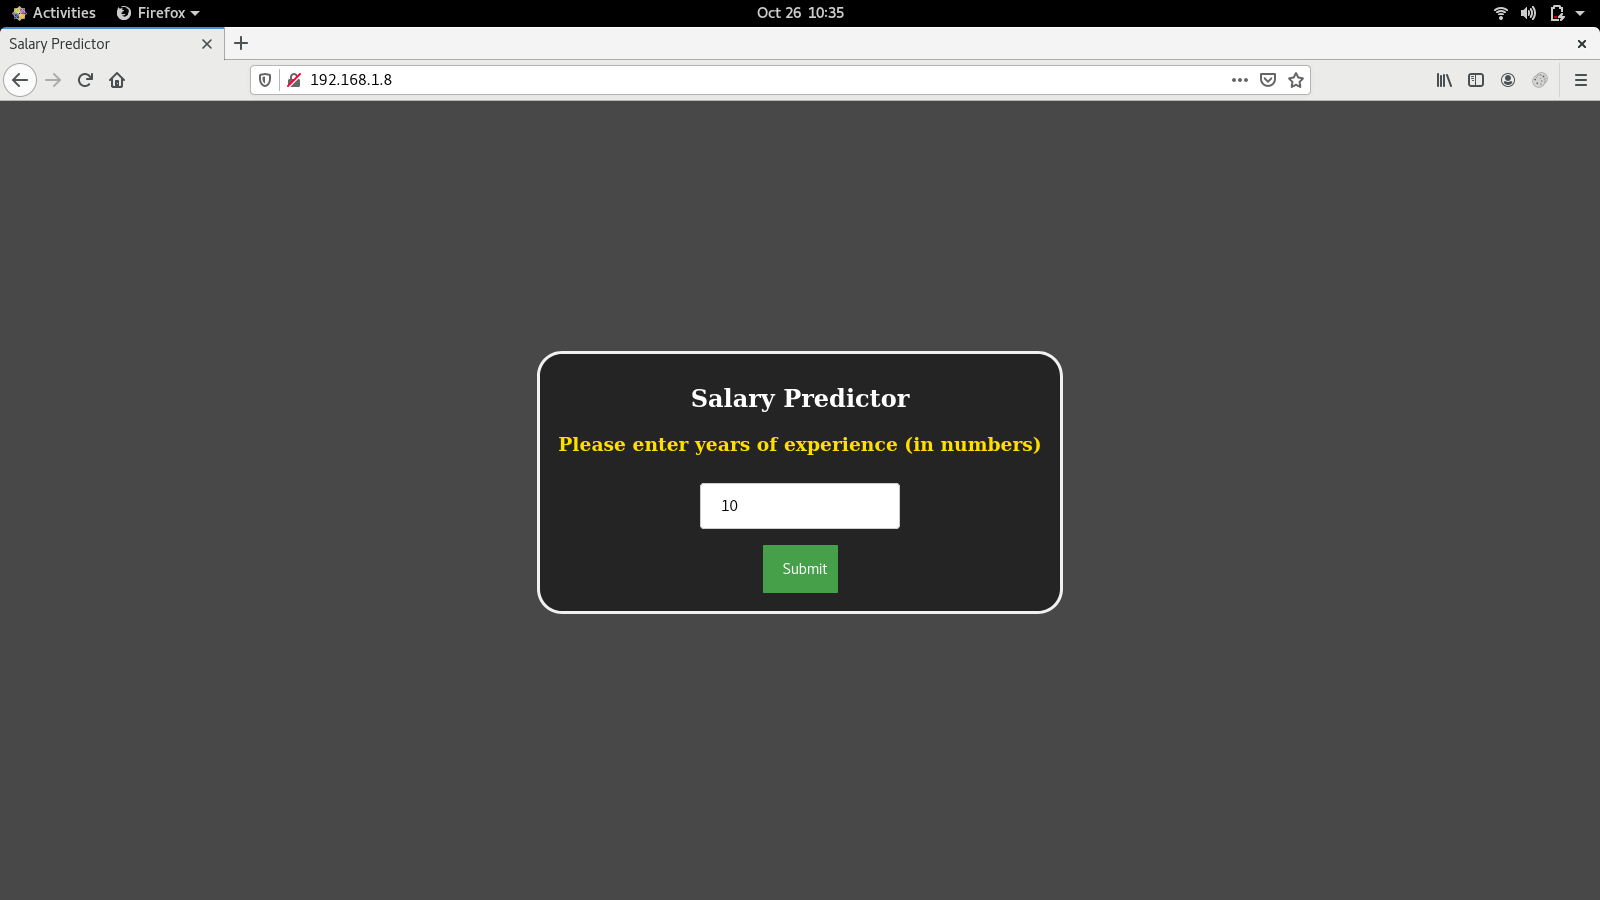 Activities Firefox Oct 26 10:35
Salary Predictor
192.168.1.8
Salary Predictor
Please enter years of experience (in numbers)
10
Submit